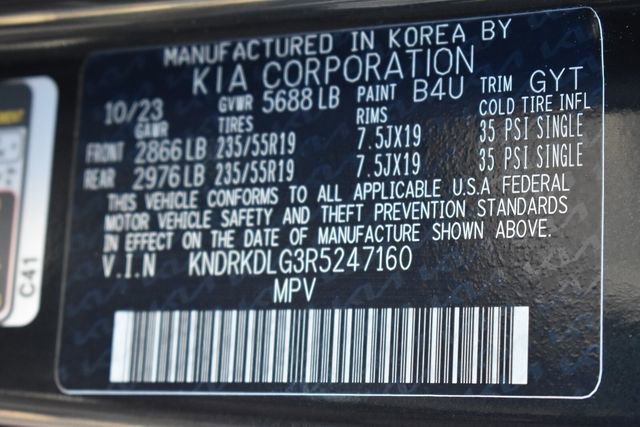 MANUFACTURED IN KOREA BY
KIA CORPORATION
10/23 GVWR 5688 LB PAINT B4U TRIM GYT
GAWR TIRES RIMS COLD TIRE INFL
FRONT 2866 LB 235/55R19 7.5JX19 35 PSI SINGLE
REAR 2976 LB 235/55R19 7.5JX19 35 PSI SINGLE
THIS VEHICLE CONFORMS TO ALL APPLICABLE U.S.A FEDERAL
MOTOR VEHICLE SAFETY AND THEFT PREVENTION STANDARDS
IN EFFECT ON THE DATE OF MANUFACTURE SHOWN ABOVE.
V.I.N KNDRKDLG3R5247160
MPV
C41